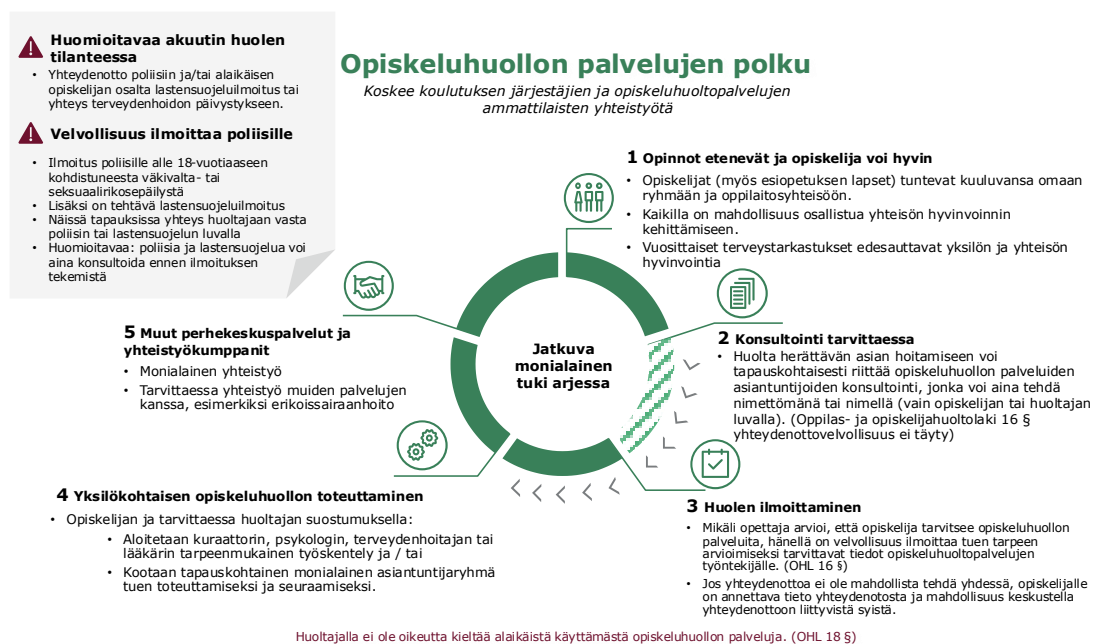 Huomioitavaa akuutin huolen
tilanteessa
• Yhteydenotto poliisiin ja/tai alaikäisen
opiskelijan osalta lastensuojeluilmoitus tai
yhteys terveydenhoidon päivystykseen.
Velvollisuus ilmoittaa poliisille
• Ilmoitus poliisille alle 18-vuotiaaseen
kohdistuneesta väkivalta- tai
seksuaalirikosepäilystä
• Lisäksi on tehtävä lastensuojeluilmoitus
• Näissä tapauksissa yhteys huoltajaan vasta
poliisin tai lastensuojelun luvalla
• Huomioitavaa: poliisia ja lastensuojelua voi
aina konsultoida ennen ilmoituksen
tekemistä
Opiskeluhuollon palvelujen polku
Koskee koulutuksen järjestäjien ja opiskeluhuoltopalvelujen
ammattilaisten yhteistyötä
1 Opinnot etenevät ja opiskelija voi hyvin
• Opiskelijat (myös esiopetuksen lapset) tuntevat kuuluvansa omaan
ryhmään ja oppilaitosyhteisöön.
• Kaikilla on mahdollisuus osallistua yhteisön hyvinvoinnin
kehittämiseen.
• Vuosittaiset terveystarkastukset edesauttavat yksilön ja yhteisön
hyvinvointia
Jatkuva
monialainen
tuki arjessa
2 Konsultointi tarvittaessa
• Huolta herättävän asian hoitamiseen voi
tapauskohtaisesti riittää opiskeluhuollon palveluiden
asiantuntijoiden konsultointi, jonka voi aina tehdä
nimettömänä tai nimellä (vain opiskelijan tai huoltajan
luvalla). (Oppilas- ja opiskelijahuoltolaki 16 §
yhteydenottovelvollisuus ei täyty)
3 Huolen ilmoittaminen
• Mikäli opettaja arvioi, että opiskelija tarvitsee opiskeluhuollon
palveluita, hänellä on velvollisuus ilmoittaa tuen tarpeen
arvioimiseksi tarvittavat tiedot opiskeluhuoltopalvelujen
työntekijälle. (OHL 16 §)
• Jos yhteydenottoa ei ole mahdollista tehdä yhdessä, opiskelijalle
on annettava tieto yhteydenotosta ja mahdollisuus keskustella
yhteydenottoon liittyvistä syistä.
4 Yksilökohtaisen opiskeluhuollon toteuttaminen
• Opiskelijan ja tarvittaessa huoltajan suostumuksella:
• Aloitetaan kuraattorin, psykologin, terveydenhoitajan tai
lääkärin tarpeenmukainen työskentely ja / tai
• Kootaan tapauskohtainen monialainen asiantuntijaryhmä
tuen toteuttamiseksi ja seuraamiseksi.
5 Muut perhekeskuspalvelut ja
yhteistyökumppanit
• Monialainen yhteistyö
• Tarvittaessa yhteistyö muiden palvelujen
kanssa, esimerkiksi erikoissairaanhoito
Huoltajalla ei ole oikeutta kieltää alaikäistä käyttämästä opiskeluhuollon palveluja. (OHL 18 §)